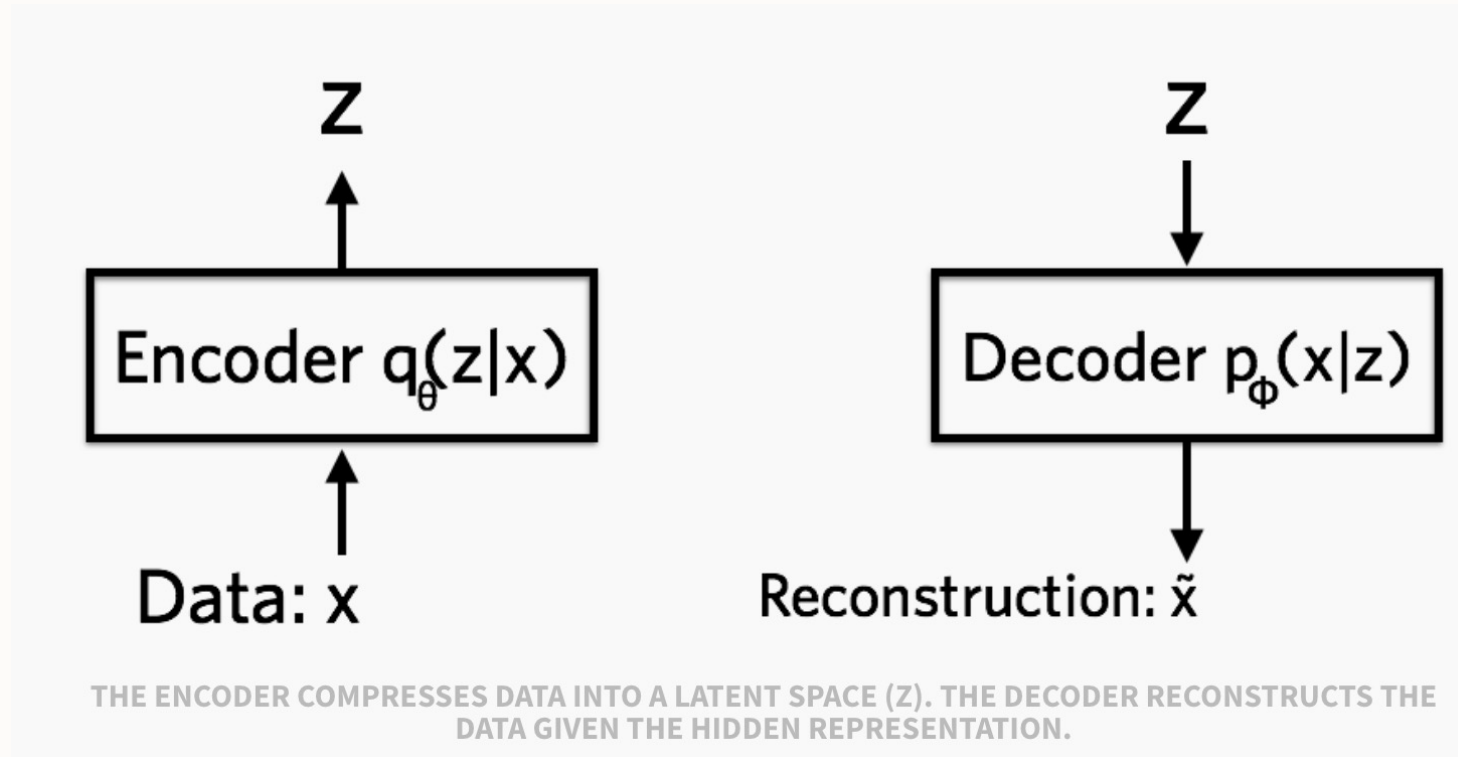 z
z
Encoder qθ(z|x)
Decoder pϕ(x|z)
Data: x
Reconstruction: x̃
THE ENCODER COMPRESSES DATA INTO A LATENT SPACE (Z). THE DECODER RECONSTRUCTS THE
DATA GIVEN THE HIDDEN REPRESENTATION.